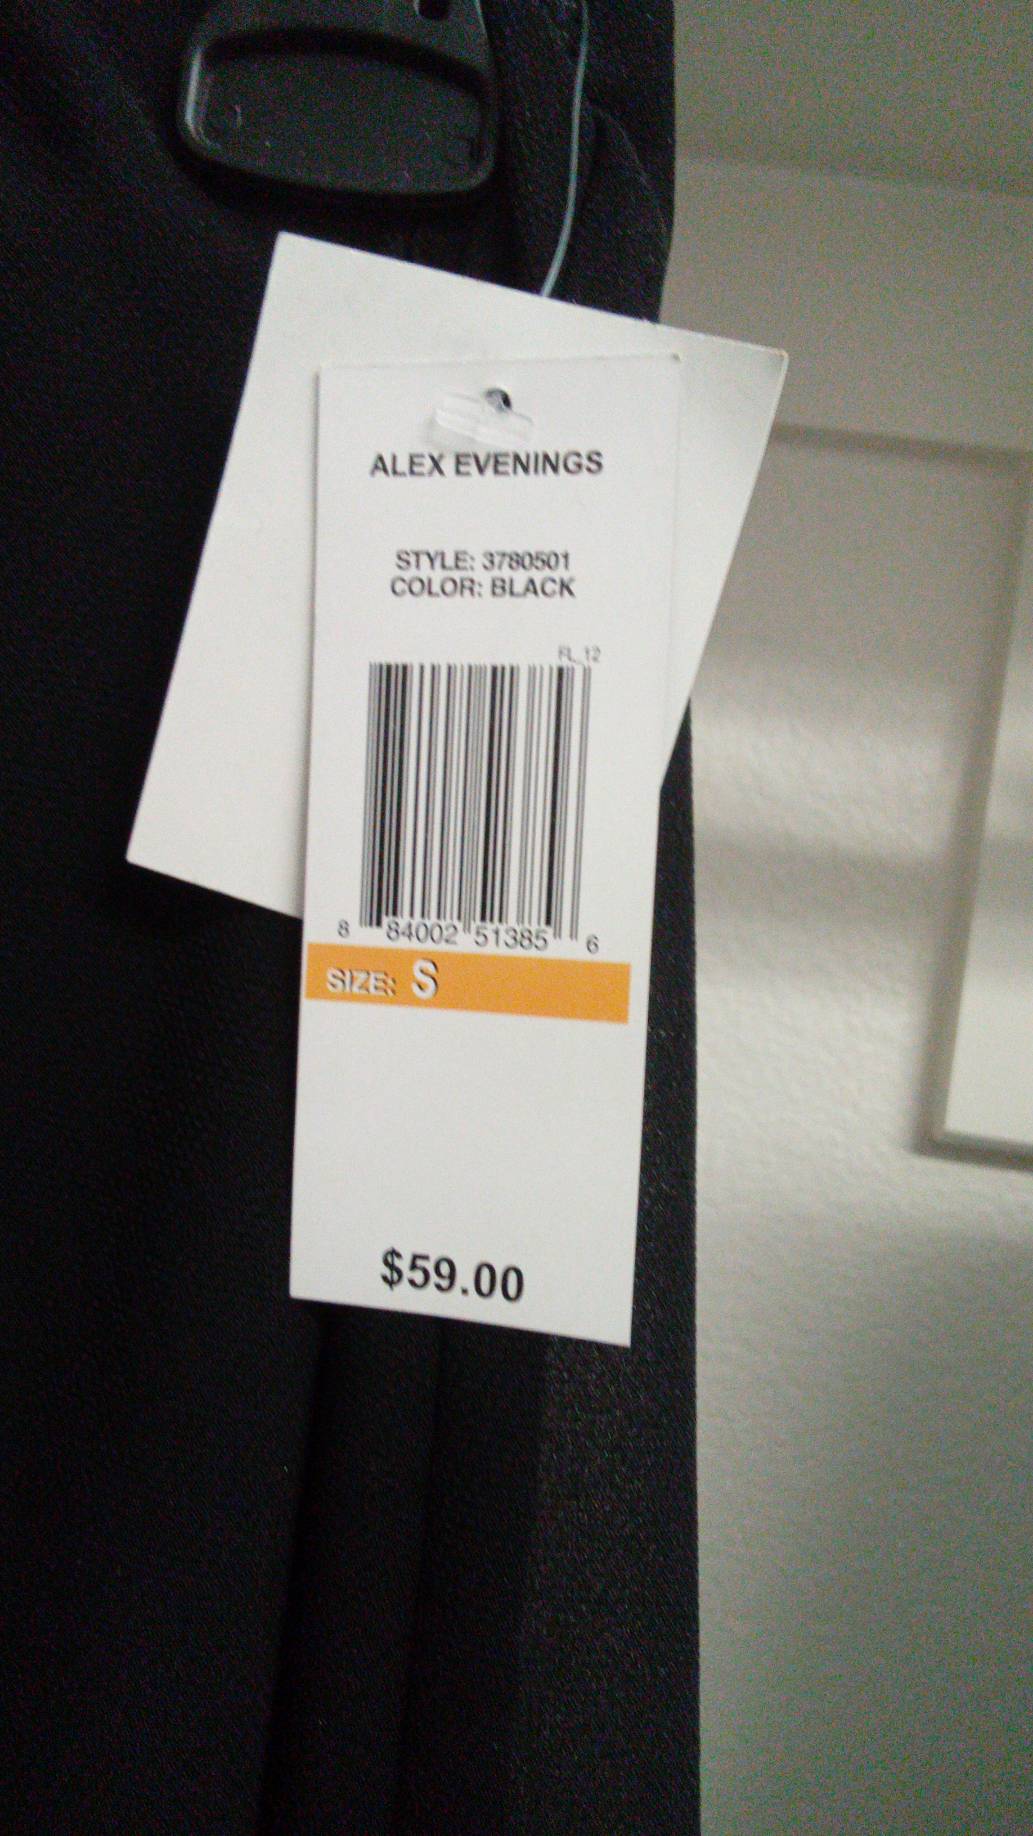 ALEX EVENINGS
STYLE: 3780501
COLOR: BLACK
FL_12
8 84002 51385 6
SIZE: S
$59.00